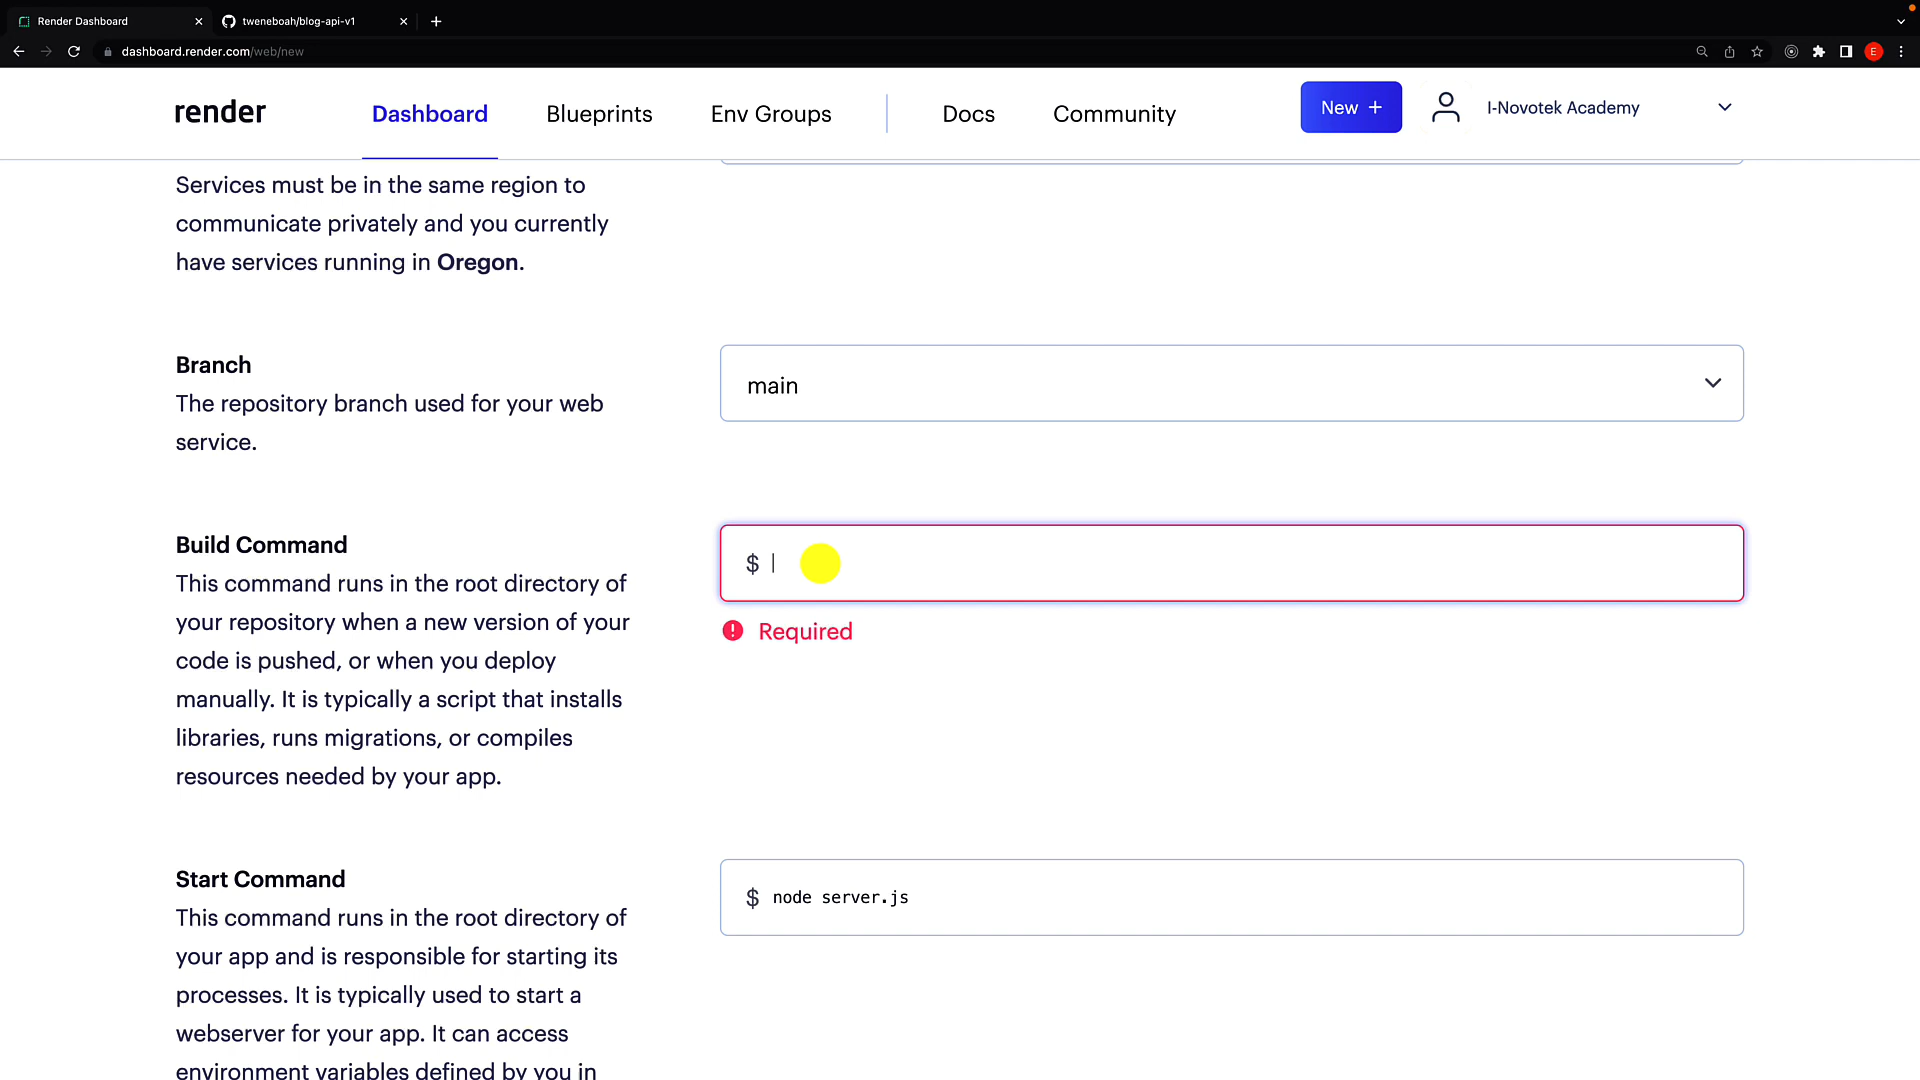 Render Dashboard
tweneboah/blog-api-v1
dashboard.render.com/web/new
E
render
Dashboard
Blueprints
Env Groups
Docs
Community
New +
I-Novotek Academy
Services must be in the same region to
communicate privately and you currently
have services running in Oregon.
Branch
The repository branch used for your web
service.
main
Build Command
This command runs in the root directory of
your repository when a new version of your
code is pushed, or when you deploy
manually. It is typically a script that installs
libraries, runs migrations, or compiles
resources needed by your app.
$
Required
Start Command
This command runs in the root directory of
your app and is responsible for starting its
processes. It is typically used to start a
webserver for your app. It can access
environment variables defined by you in
$ node server.js